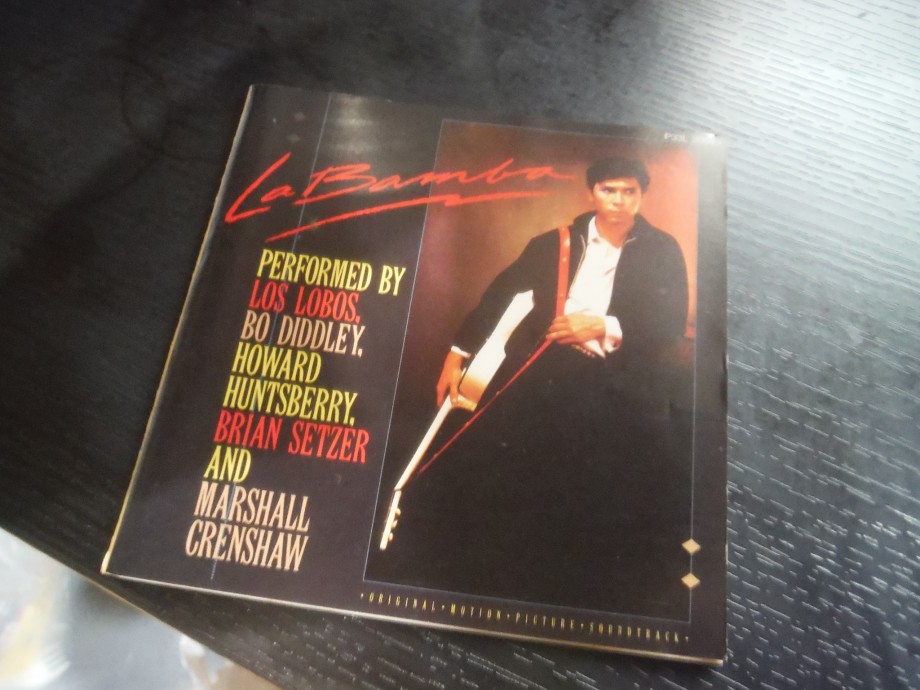 La Bamba
PERFORMED BY
LOS LOBOS,
BO DIDDLEY,
HOWARD
HUNTSBERRY,
BRIAN SETZER
AND
MARSHALL
CRENSHAW
• ORIGINAL • MOTION • PICTURE • SOUNDTRACK •